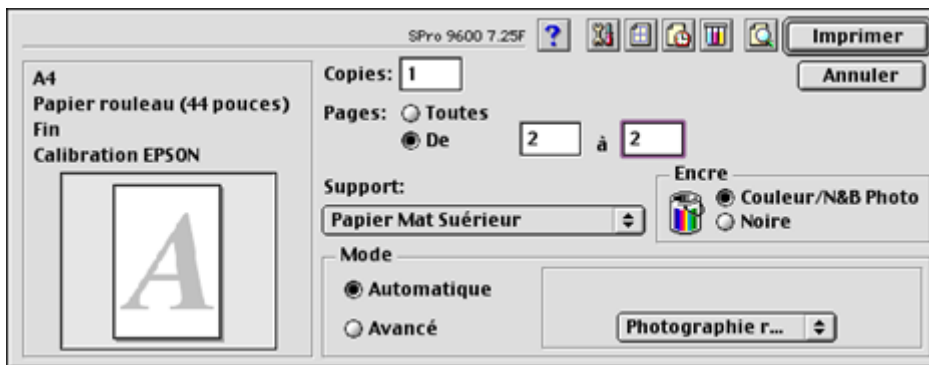 SPro 9600 7.25F
?
Imprimer
Annuler
A4
Papier rouleau (44 pouces)
Fin
Calibration EPSON
A
Copies: 1
Pages: Toutes
De 2 à 2
Support:
Papier Mat Suérieur
Encre
Couleur/N&B Photo
Noire
Mode
Automatique
Avancé
Photographie r...